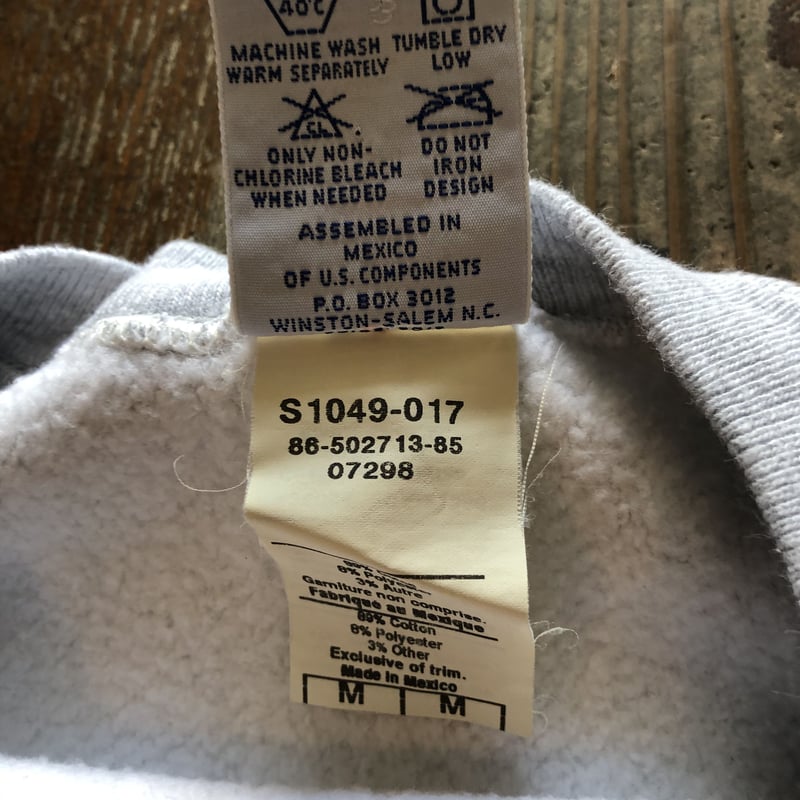 40°C
MACHINE WASH
WARM SEPARATELY
TUMBLE DRY
LOW
CL
ONLY NON-
CHLORINE BLEACH
WHEN NEEDED
DO NOT
IRON
DESIGN
ASSEMBLED IN
MEXICO
OF U.S. COMPONENTS
P.O. BOX 3012
WINSTON-SALEM N.C.
S1049-017
86-502713-85
07298
3% Autre
Garniture non comprise.
Fabriqué au Mexique
89% Cotton
8% Polyester
3% Other
Exclusive of trim.
Made in Mexico
M M